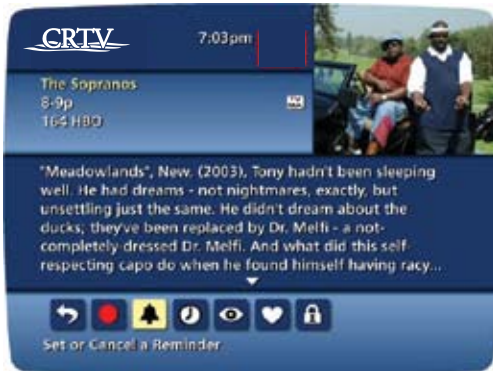 CRTV
7:03pm
The Sopranos
8-9p
164 HBO
"Meadowlands", New. (2003), Tony hadn't been sleeping
well. He had dreams - not nightmares, exactly, but
unsettling just the same. He didn't dream about the
ducks; they've been replaced by Dr. Melfi - a not-
completely-dressed Dr. Melfi. And what did this self-
respecting capo do when he found himself having racy...
Set or Cancel a Reminder